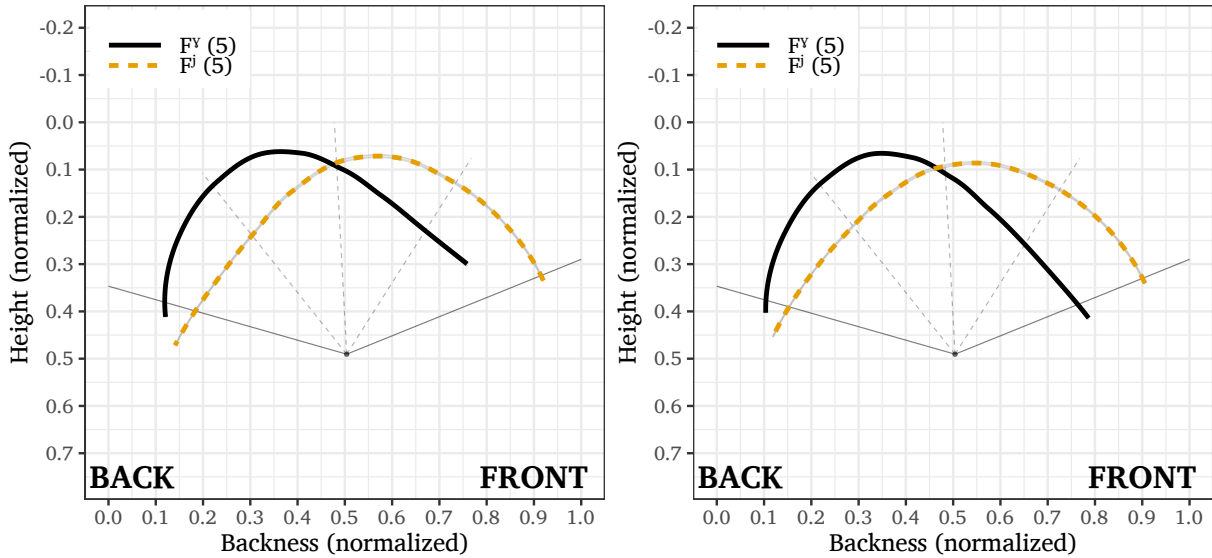 Fˠ (5)
Fʲ (5)
-0.2
-0.1
0.0
0.1
0.2
0.3
0.4
0.5
0.6
0.7
Height (normalized)
BACK FRONT
0.0 0.1 0.2 0.3 0.4 0.5 0.6 0.7 0.8 0.9 1.0
Backness (normalized)
Fˠ (5)
Fʲ (5)
-0.2
-0.1
0.0
0.1
0.2
0.3
0.4
0.5
0.6
0.7
Height (normalized)
BACK FRONT
0.0 0.1 0.2 0.3 0.4 0.5 0.6 0.7 0.8 0.9 1.0
Backness (normalized)